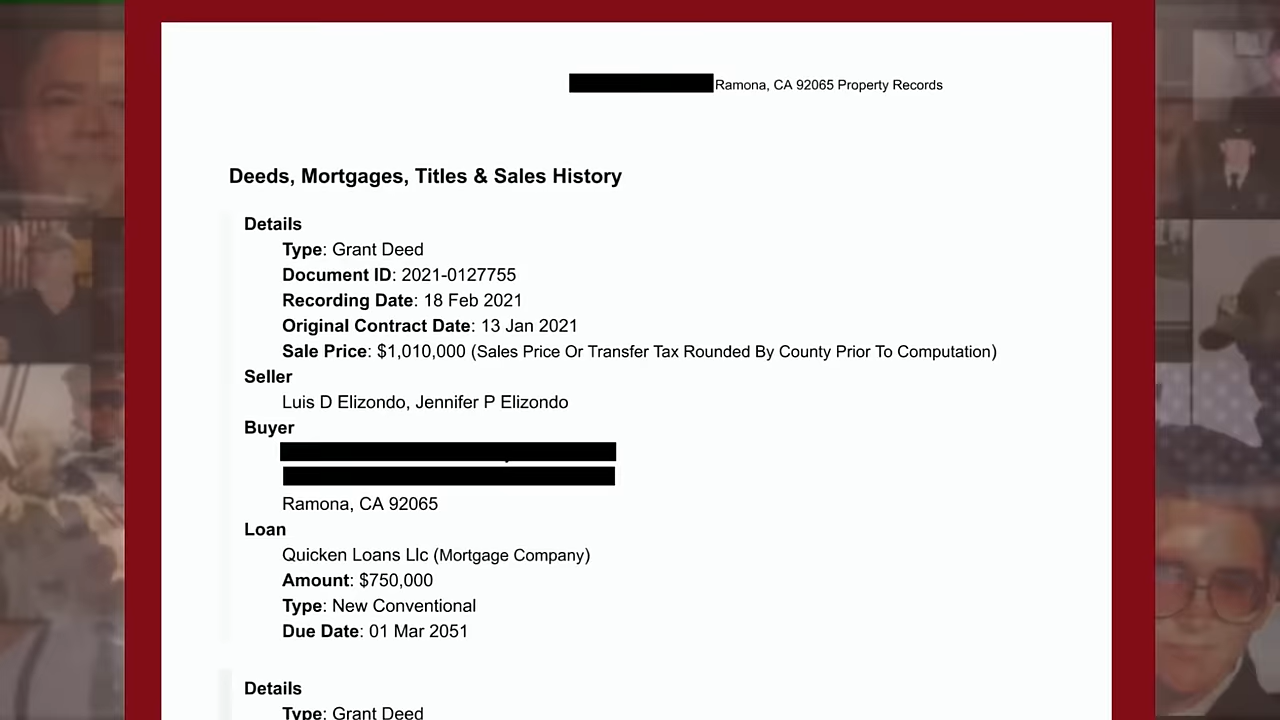 Ramona, CA 92065 Property Records
Deeds, Mortgages, Titles & Sales History
Details
Type: Grant Deed
Document ID: 2021-0127755
Recording Date: 18 Feb 2021
Original Contract Date: 13 Jan 2021
Sale Price: $1,010,000 (Sales Price Or Transfer Tax Rounded By County Prior To Computation)
Seller
Luis D Elizondo, Jennifer P Elizondo
Buyer
Ramona, CA 92065
Loan
Quicken Loans Llc (Mortgage Company)
Amount: $750,000
Type: New Conventional
Due Date: 01 Mar 2051
Details
Type: Grant Deed